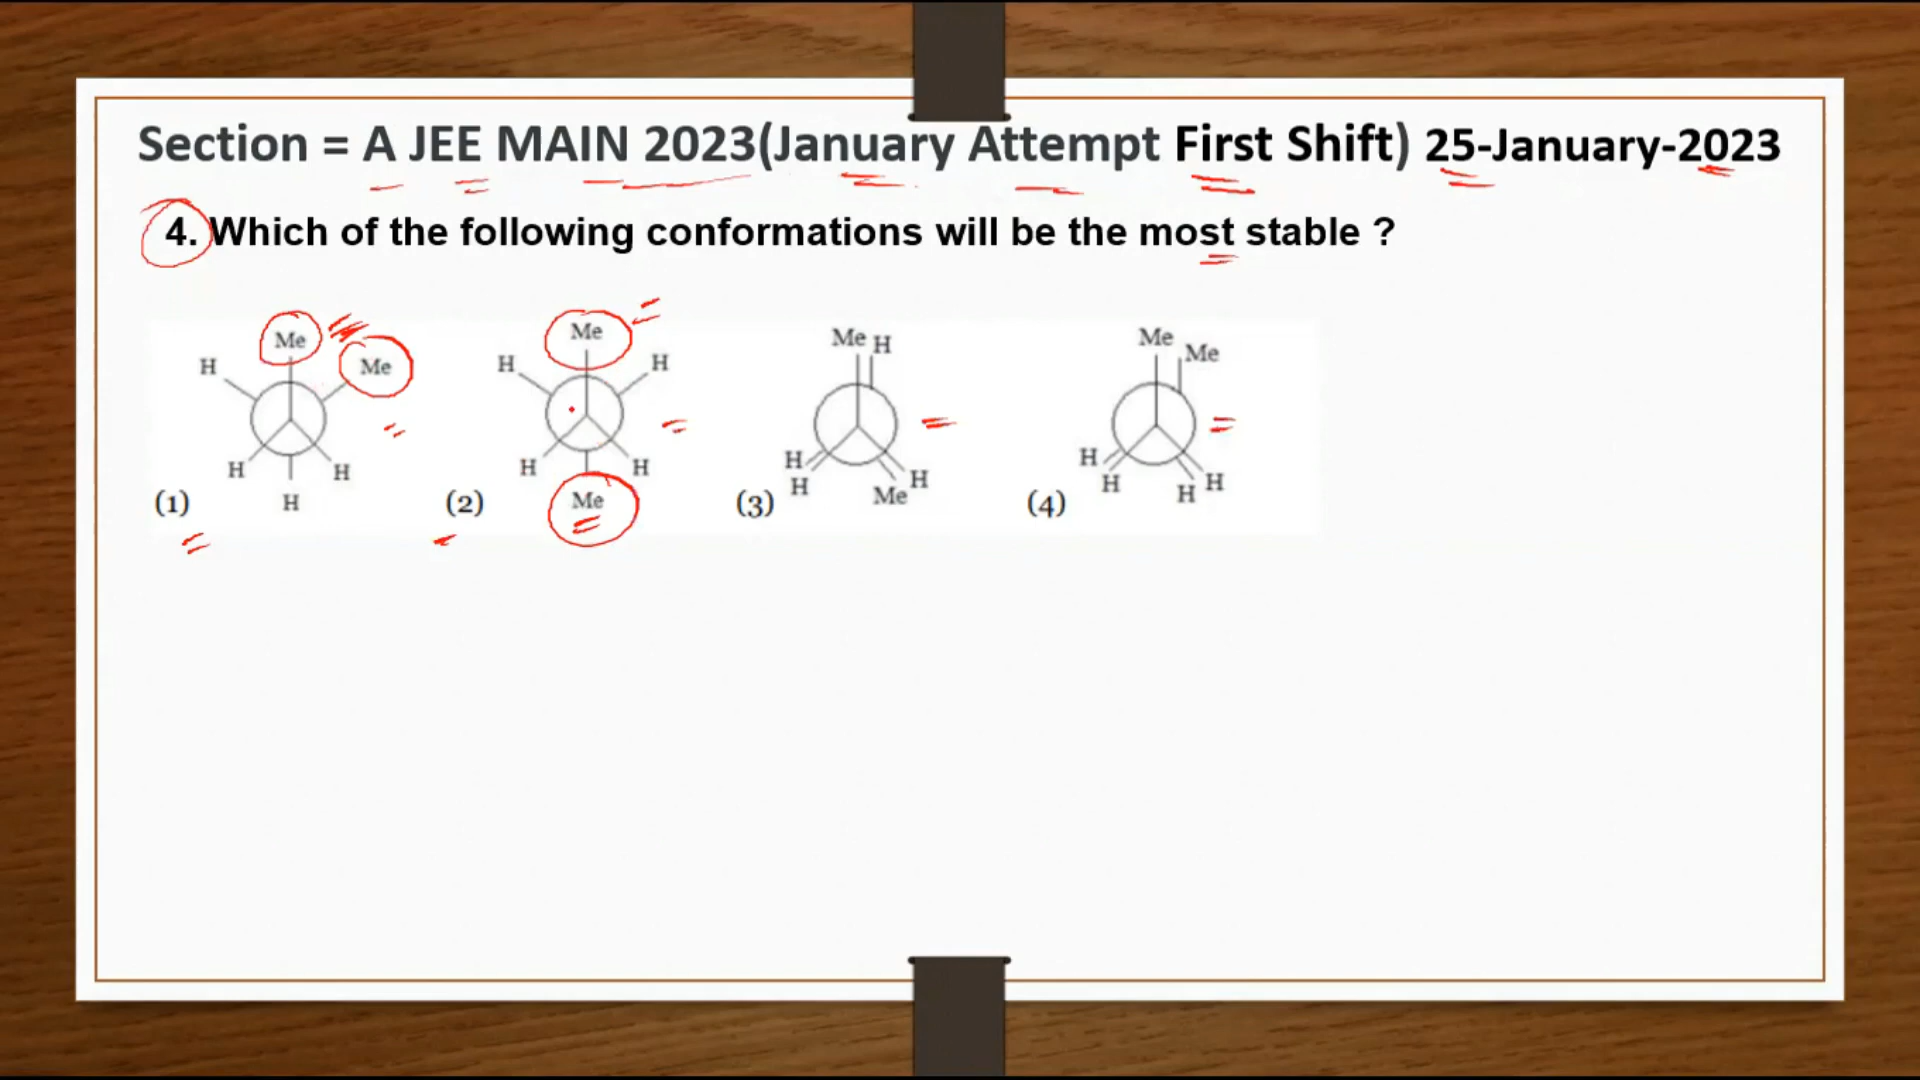 Section = A JEE MAIN 2023(January Attempt First Shift) 25-January-2023
4. Which of the following conformations will be the most stable ?
Me
H Me
H H
H
(1)
Me
H H
H H
Me
(2)
Me H
H H
H Me
(3)
Me
Me
H
H H H
(4)